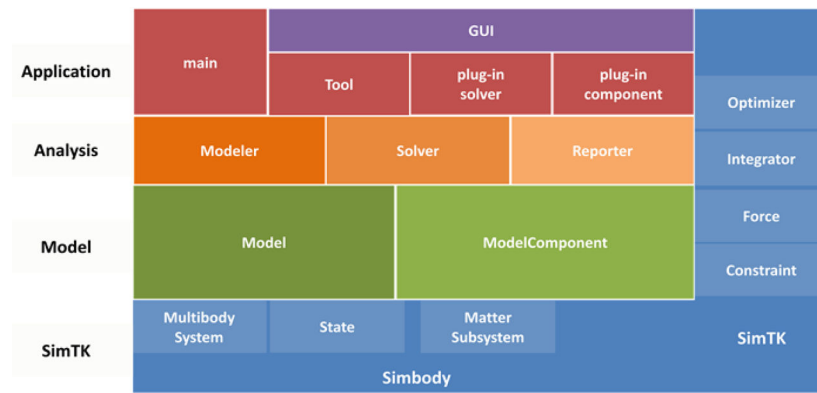 GUI
Application
main
Tool
plug-in
solver
plug-in
component
Optimizer
Analysis
Modeler
Solver
Reporter
Integrator
Model
Model
ModelComponent
Force
Constraint
SimTK
Multibody
System
State
Matter
Subsystem
SimTK
Simbody